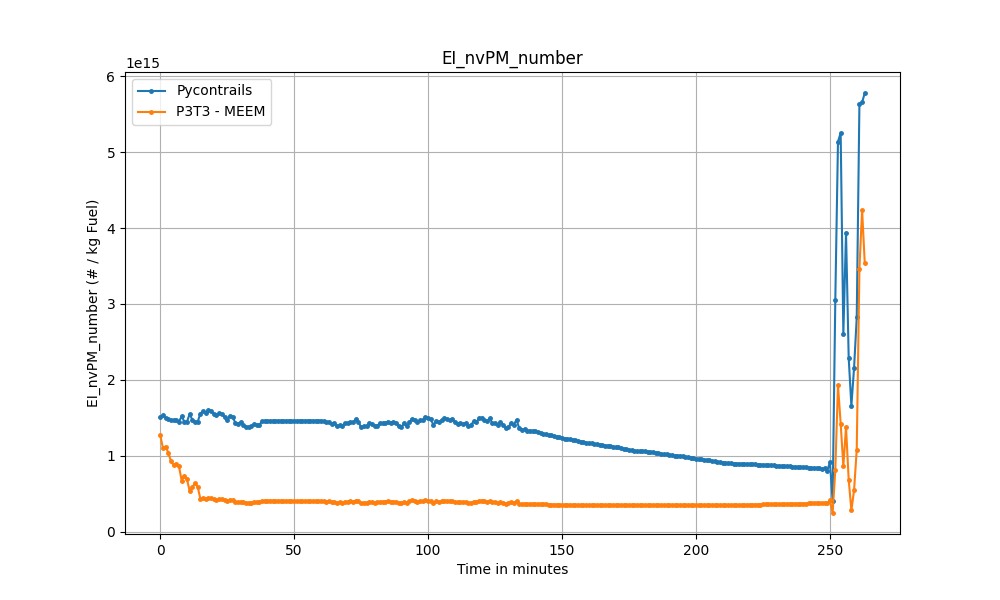 EI_nvPM_number
1e15
Pycontrails
P3T3 - MEEM
6
5
4
3
2
1
0
EI_nvPM_number (# / kg Fuel)
0 50 100 150 200 250
Time in minutes